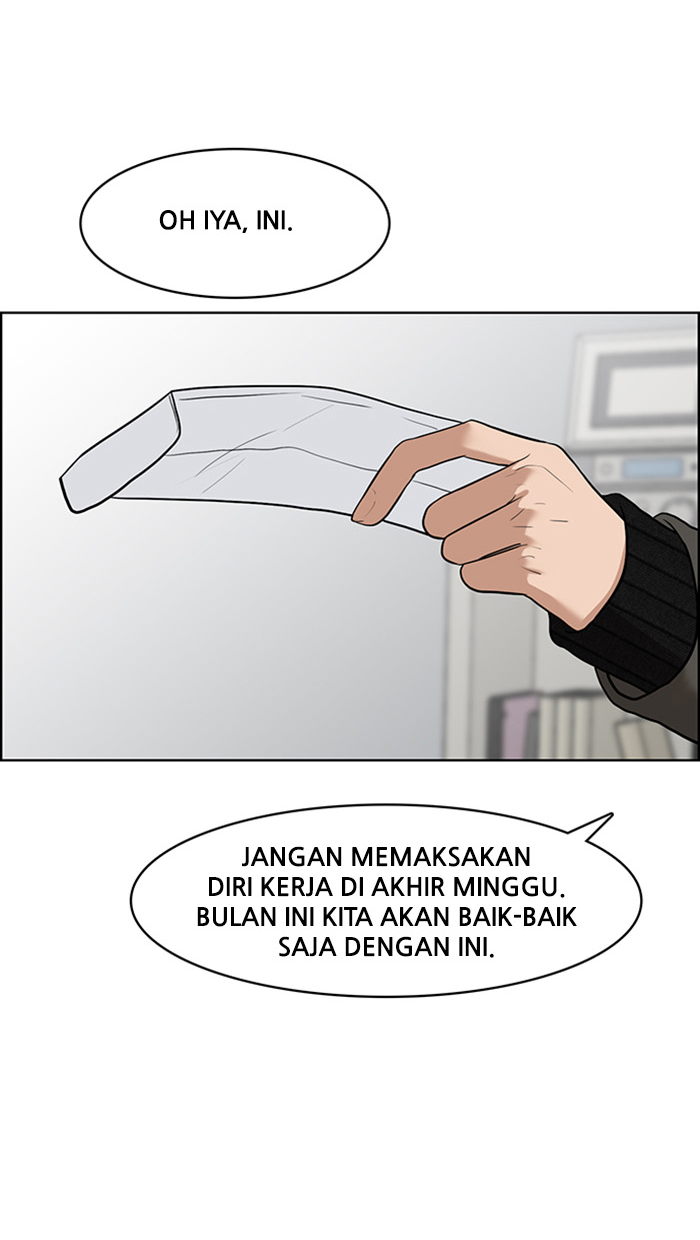 OH IYA, INI.
JANGAN MEMAKSAKAN
DIRI KERJA DI AKHIR MINGGU.
BULAN INI KITA AKAN BAIK-BAIK
SAJA DENGAN INI.